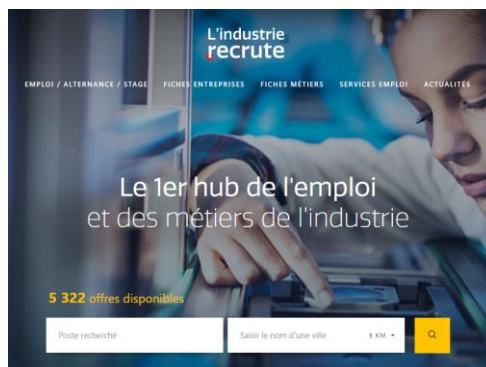 L'industrie
recrute
EMPLOI / ALTERNANCE / STAGE FICHES ENTREPRISES FICHES MÉTIERS SERVICES EMPLOI ACTUALITÉS
Le 1er hub de l'emploi
et des métiers de l'industrie
5 322 offres disponibles
Poste recherché Saisir le nom d'une ville 5 KM